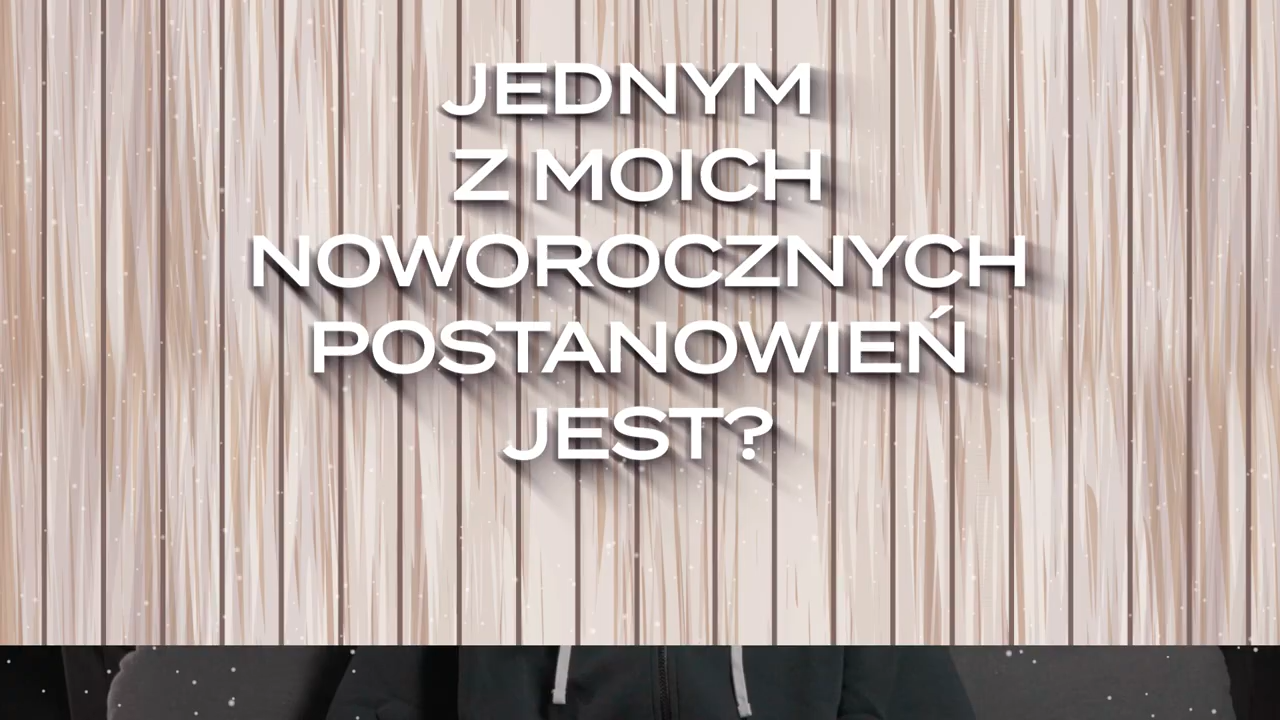 JEDNYM
Z MOICH
NOWOROCZNYCH
POSTANOWIEŃ
JEST?